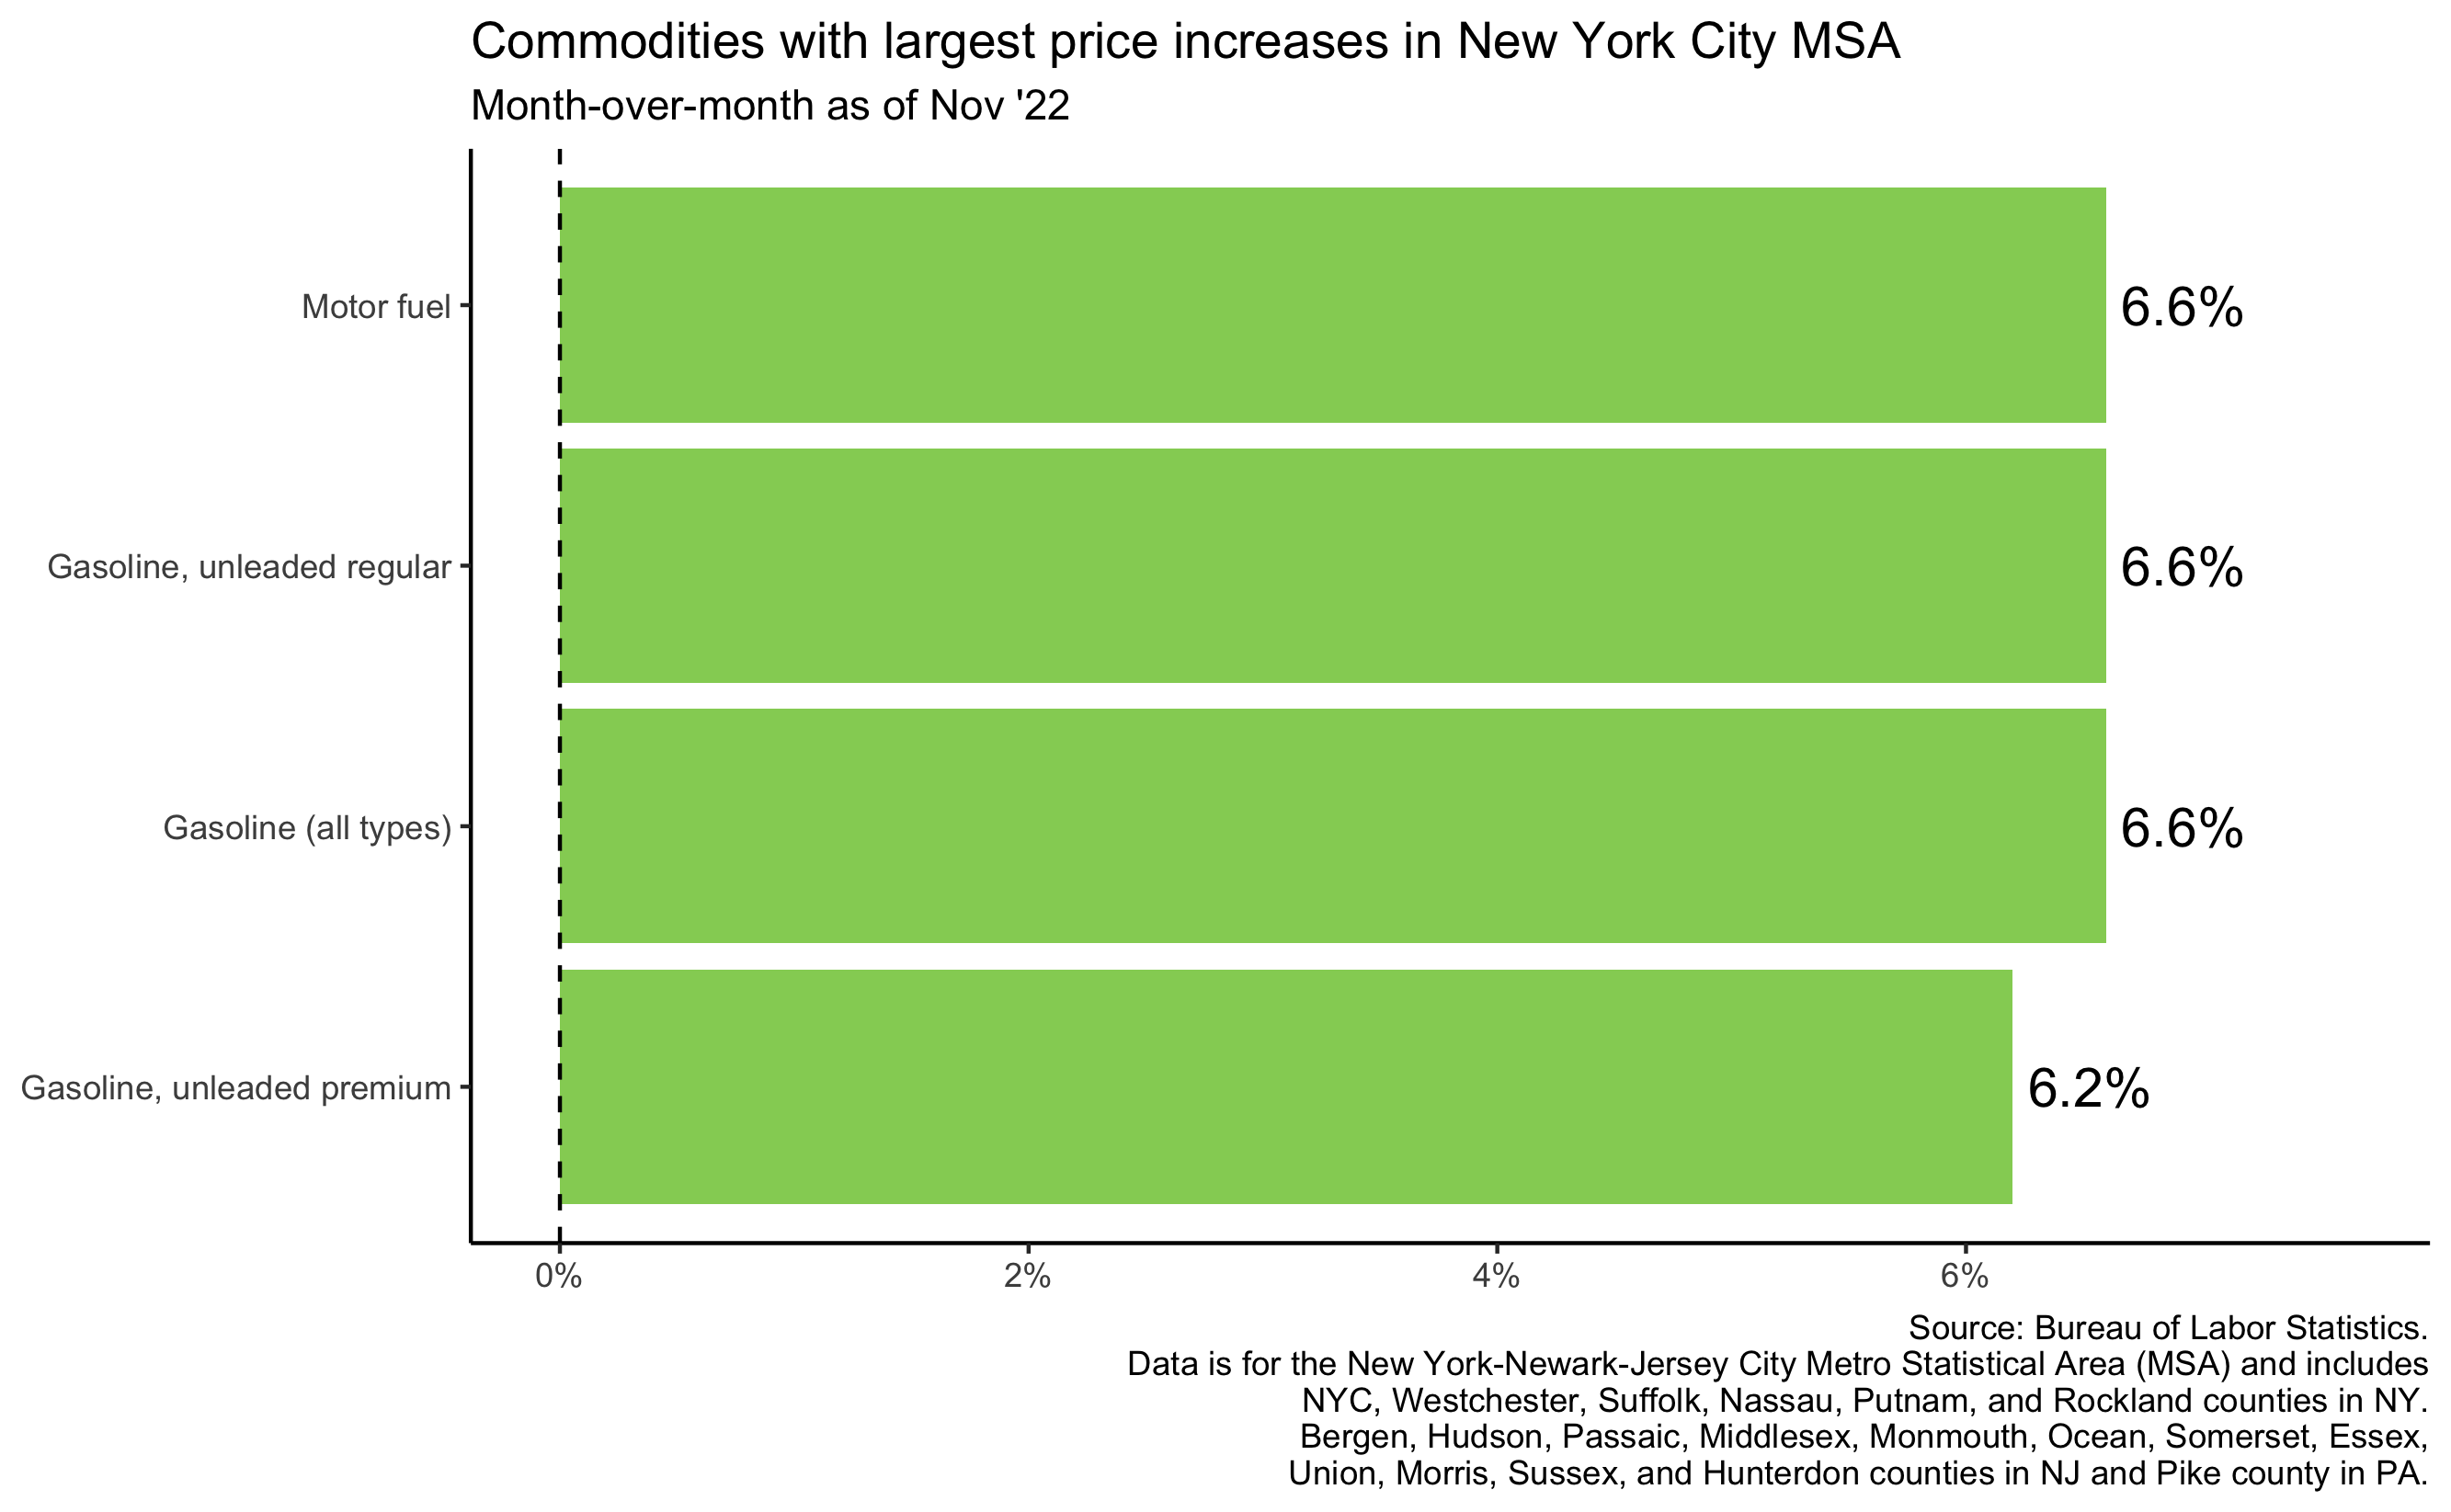 Commodities with largest price increases in New York City MSA
Month-over-month as of Nov '22
Motor fuel
6.6%
Gasoline, unleaded regular
6.6%
Gasoline (all types)
6.6%
Gasoline, unleaded premium
6.2%
0%
2%
4%
6%
Source: Bureau of Labor Statistics.
Data is for the New York-Newark-Jersey City Metro Statistical Area (MSA) and includes
NYC, Westchester, Suffolk, Nassau, Putnam, and Rockland counties in NY.
Bergen, Hudson, Passaic, Middlesex, Monmouth, Ocean, Somerset, Essex,
Union, Morris, Sussex, and Hunterdon counties in NJ and Pike county in PA.